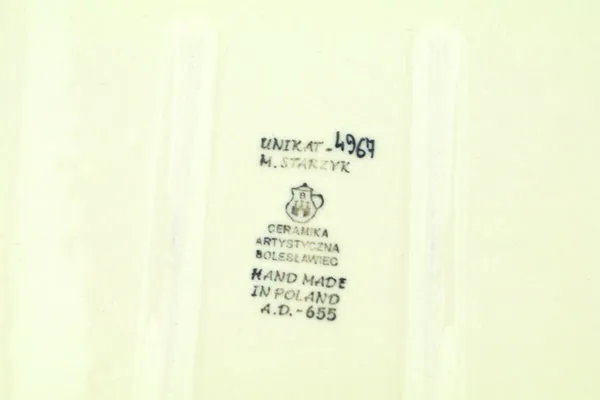 UNIKAT-4967
M. STARZYK
B
CERAMIKA
ARTYSTYCZNA
BOLESŁAWIEC
HAND MADE
IN POLAND
A.D.-655